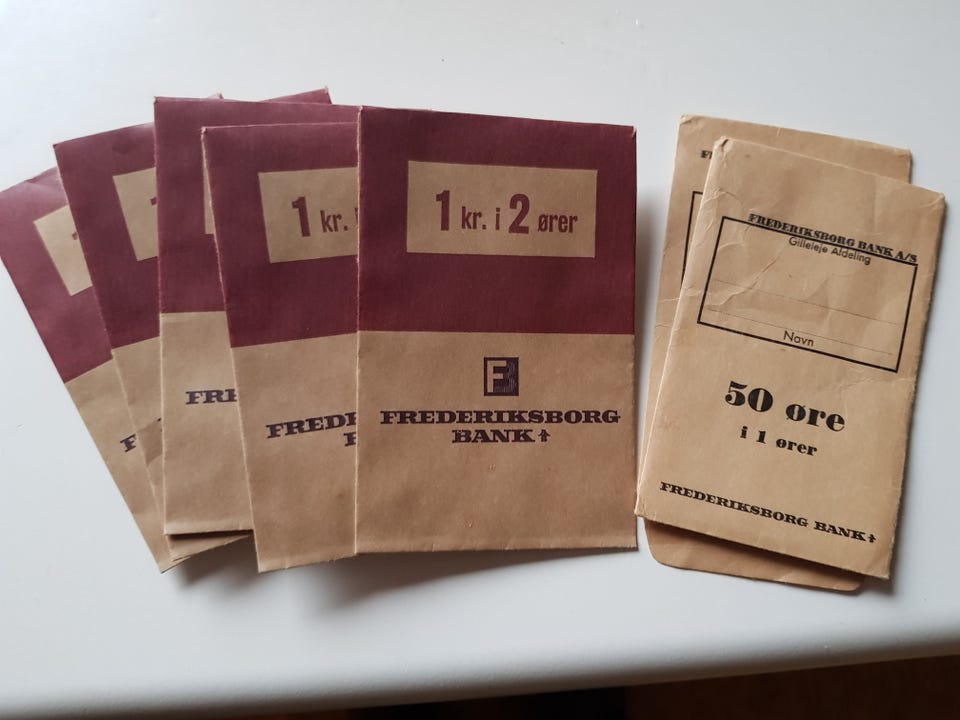 1 kr.
1 kr. i 2 ører
FB
FREDERIKSBORG
BANK A/S
FREDERIKSBORG BANK A/S
Gilleleje Afdeling
Navn
50 øre
i 1 ører
FREDERIKSBORG BANK A/S